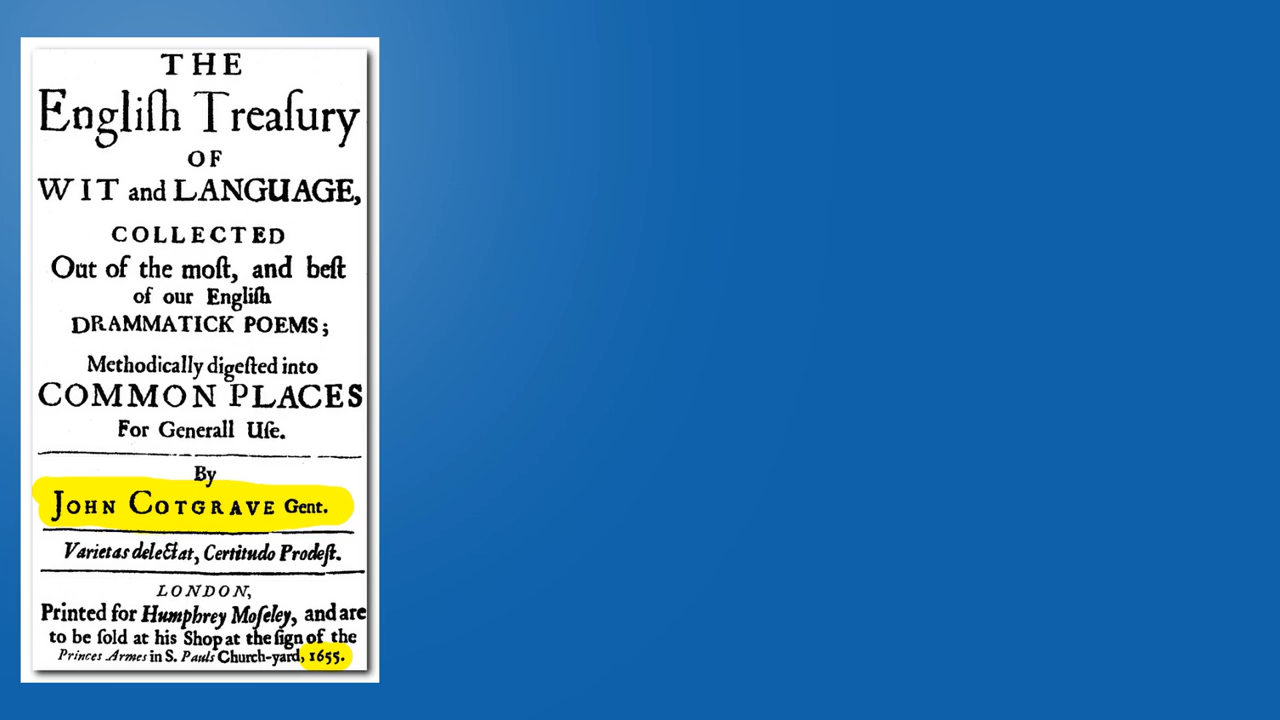 THE
Engliſh Treaſury
OF
WIT and LANGUAGE,
COLLECTED
Out of the moſt, and beſt
of our Engliſh
DRAMMATICK POEMS;
Methodically digeſted into
COMMON PLACES
For Generall Uſe.
By
JOHN COTGRAVE Gent.
Varietas delectat, Certitudo Prodeſt.
LONDON,
Printed for Humphrey Moſeley, and are
to be ſold at his Shop at the ſign of the
Princes Armes in S. Pauls Church-yard, 1655.